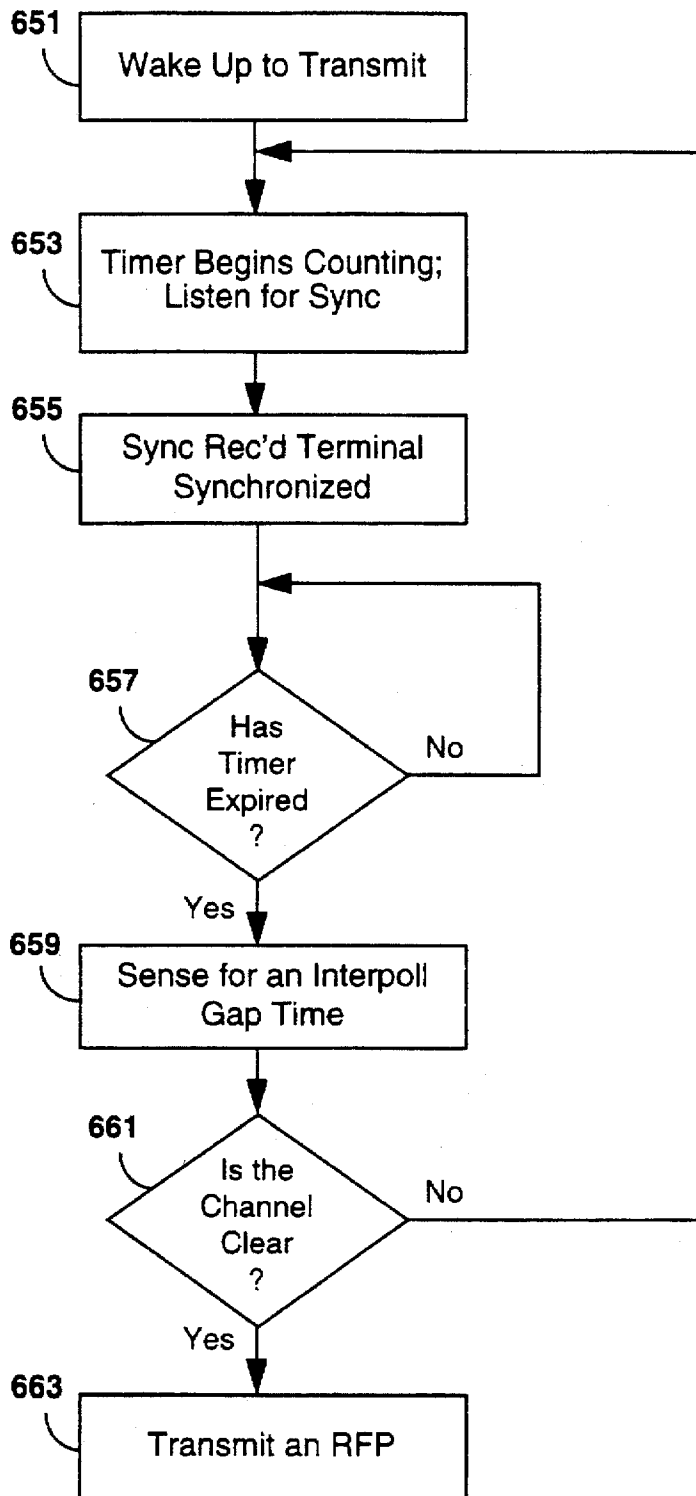 651
Wake Up to Transmit
653
Timer Begins Counting;
Listen for Sync
655
Sync Rec'd Terminal
Synchronized
657
Has
Timer
Expired
?
No
Yes
659
Sense for an Interpoll
Gap Time
661
Is the
Channel
Clear
?
No
Yes
663
Transmit an RFP